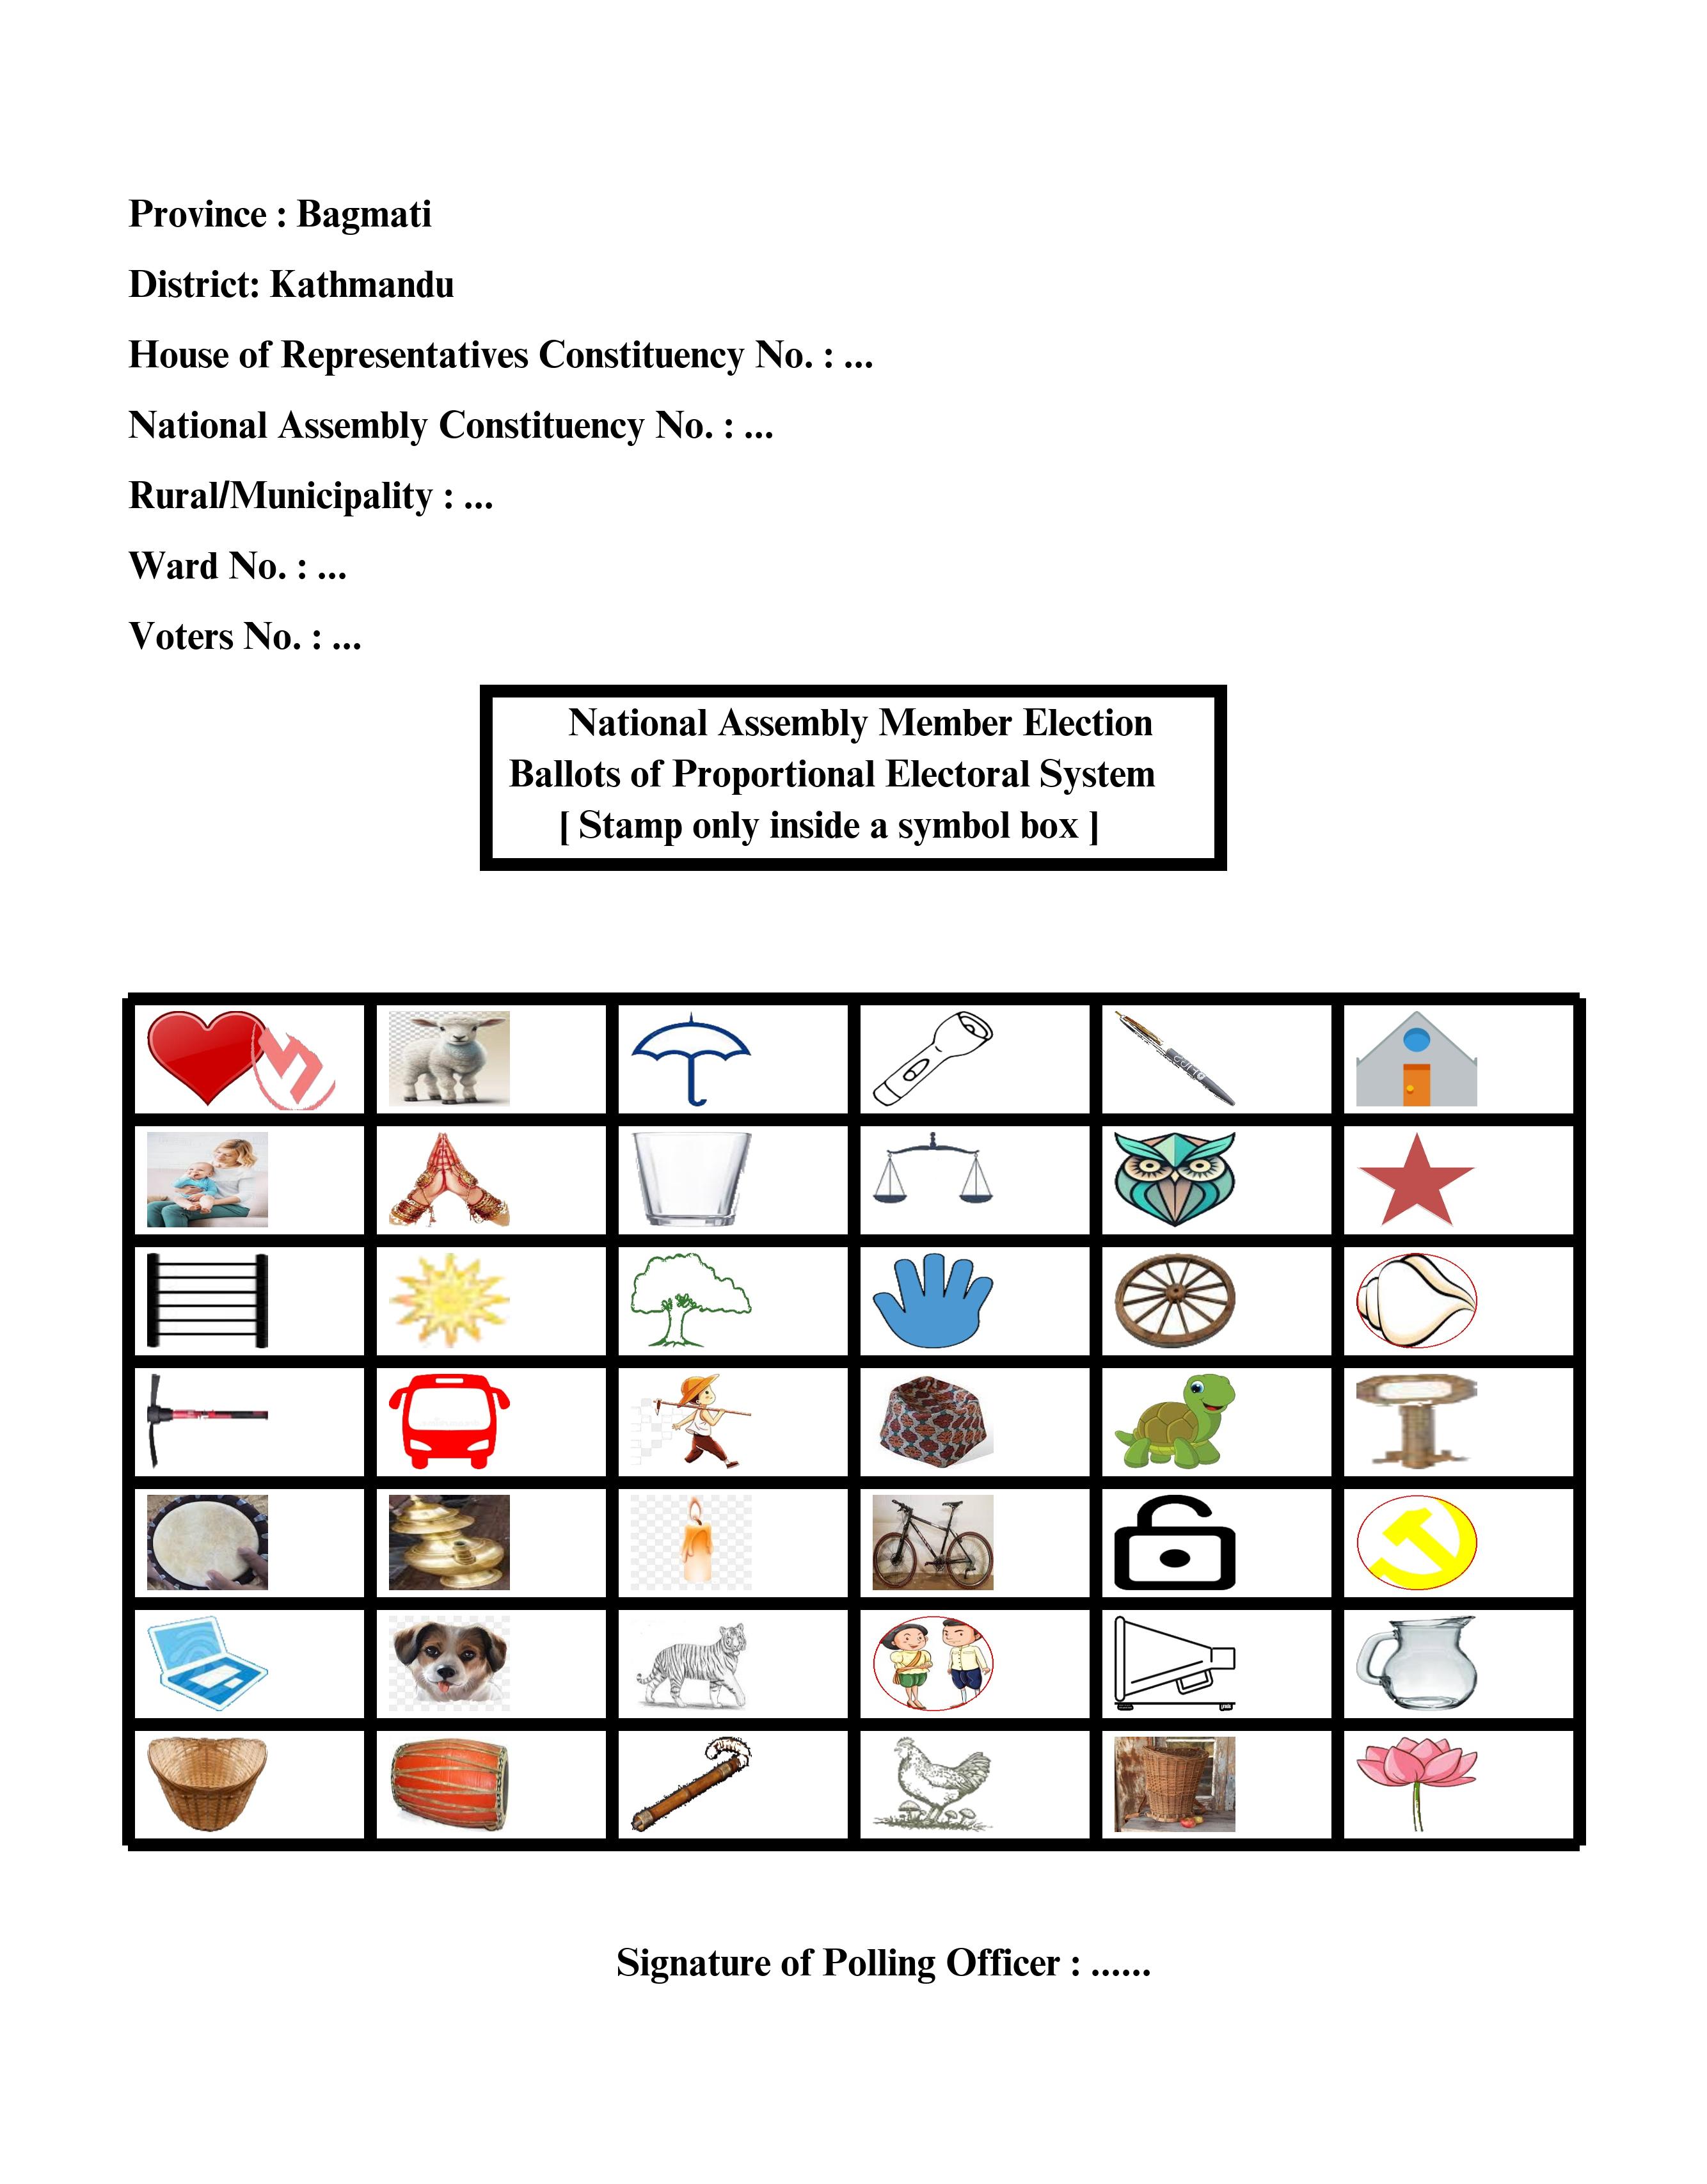 Province : Bagmati
District: Kathmandu
House of Representatives Constituency No. : ...
National Assembly Constituency No. : ...
Rural/Municipality : ...
Ward No. : ...
Voters No. : ...
National Assembly Member Election
Ballots of Proportional Electoral System
[ Stamp only inside a symbol box ]
Signature of Polling Officer : ......